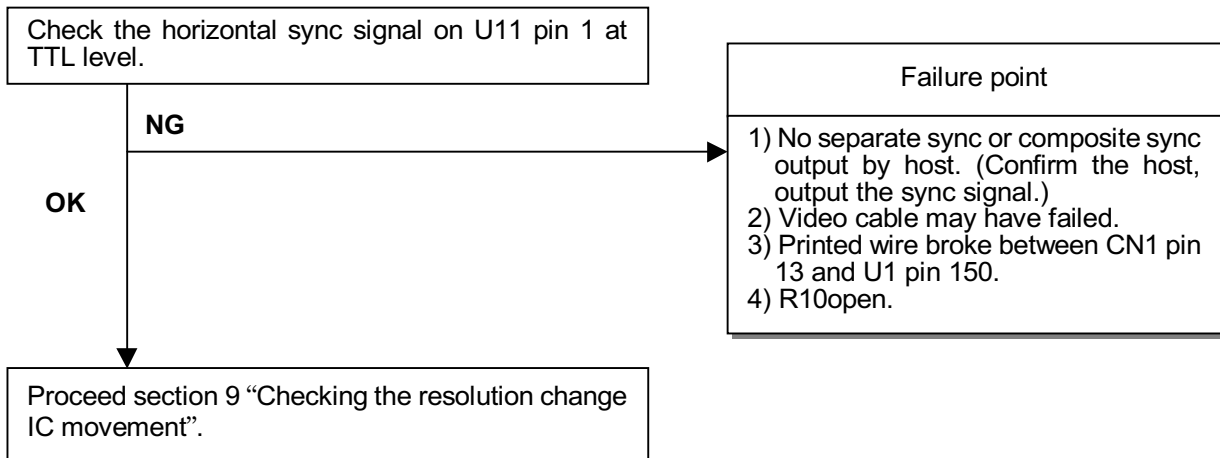 Check the horizontal sync signal on U11 pin 1 at
TTL level.
NG
OK
Failure point
1) No separate sync or composite sync
output by host. (Confirm the host,
output the sync signal.)
2) Video cable may have failed.
3) Printed wire broke between CN1 pin
13 and U1 pin 150.
4) R10open.
Proceed section 9 “Checking the resolution change
IC movement”.